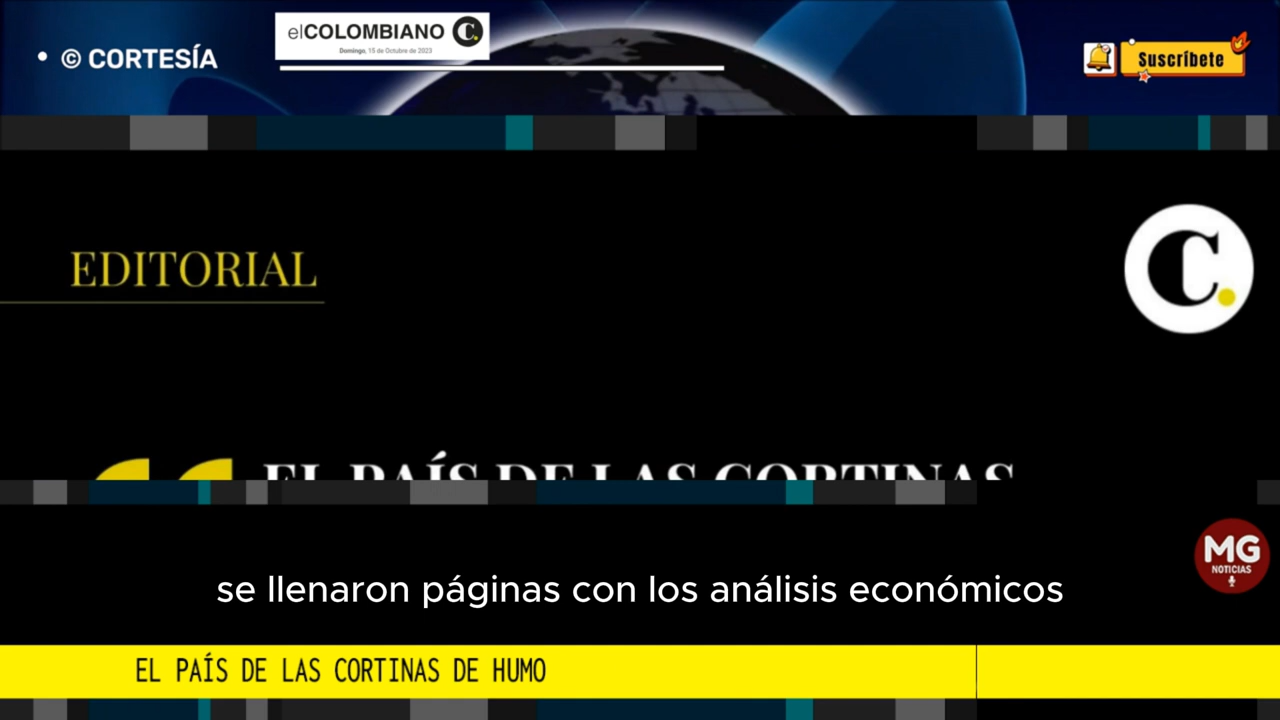 • © CORTESÍA
elCOLOMBIANO C.
Domingo, 15 de Octubre de 2023
Suscríbete
EDITORIAL
C.
“ EL PAÍS DE LAS CORTINAS
MG
NOTICIAS
se llenaron páginas con los análisis económicos
EL PAÍS DE LAS CORTINAS DE HUMO